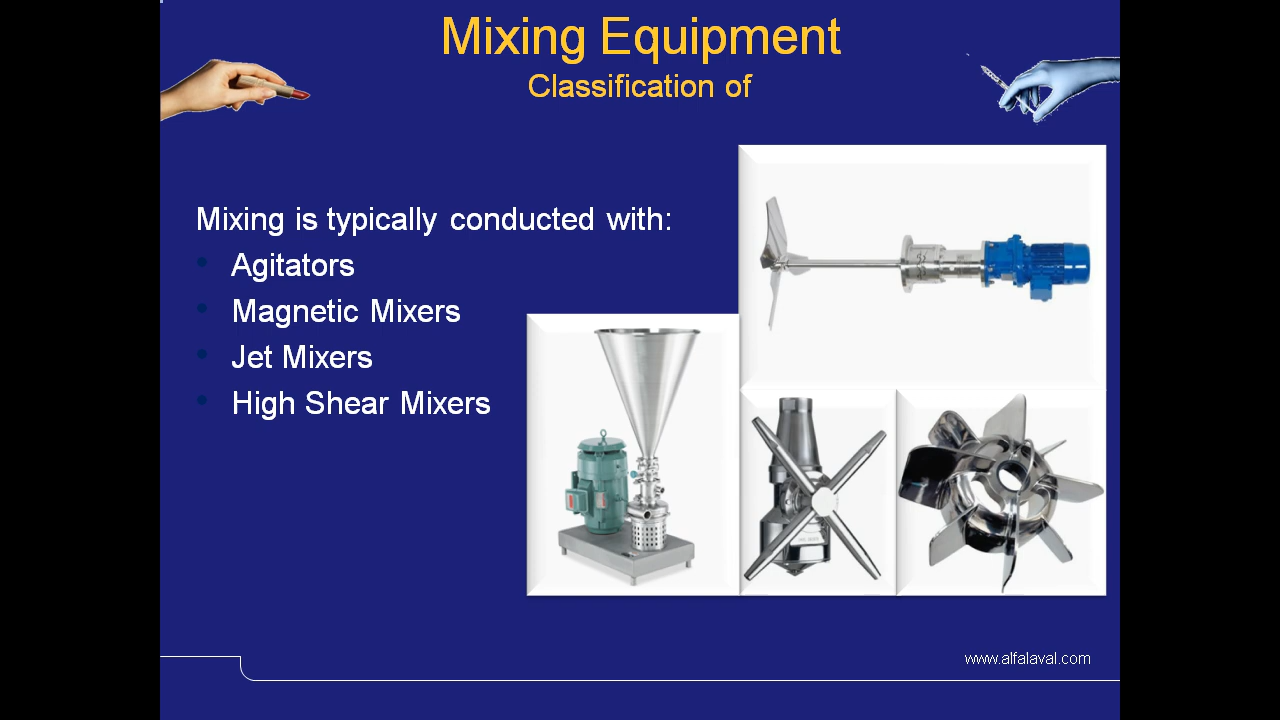 Mixing Equipment
Classification of
Mixing is typically conducted with:
Agitators
Magnetic Mixers
Jet Mixers
High Shear Mixers
www.alfalaval.com